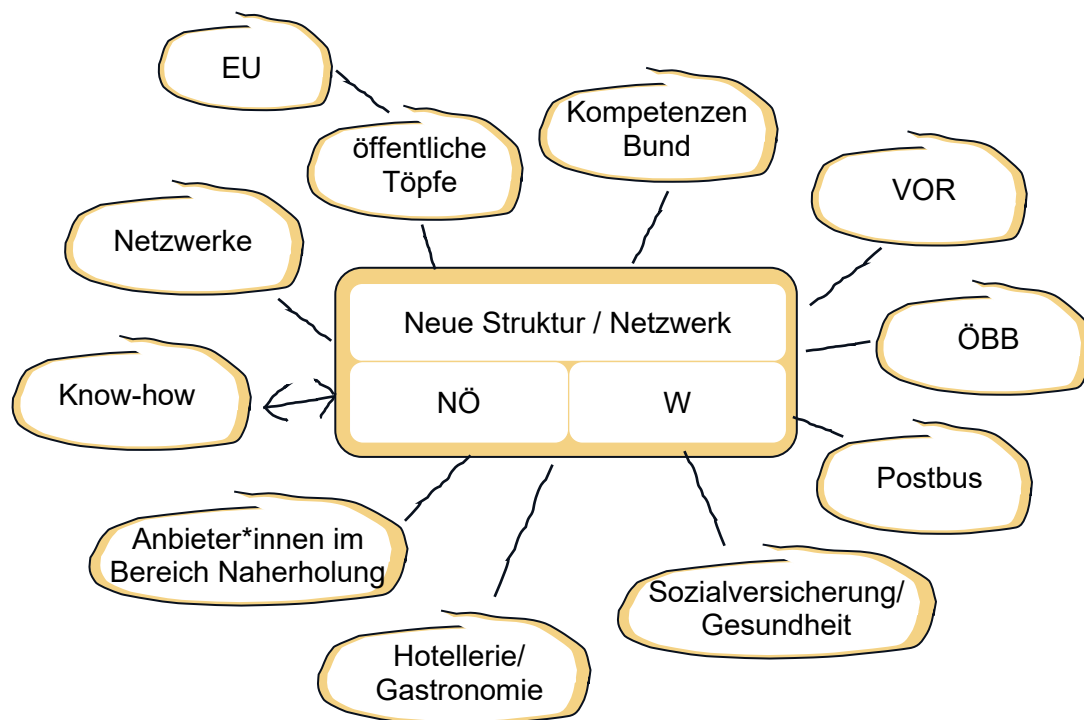 EU
öffentliche
Töpfe
Kompetenzen
Bund
VOR
Netzwerke
Neue Struktur / Netzwerk
ÖBB
Know-how
NÖ
W
Postbus
Anbieter*innen im
Bereich Naherholung
Sozialversicherung/
Gesundheit
Hotellerie/
Gastronomie